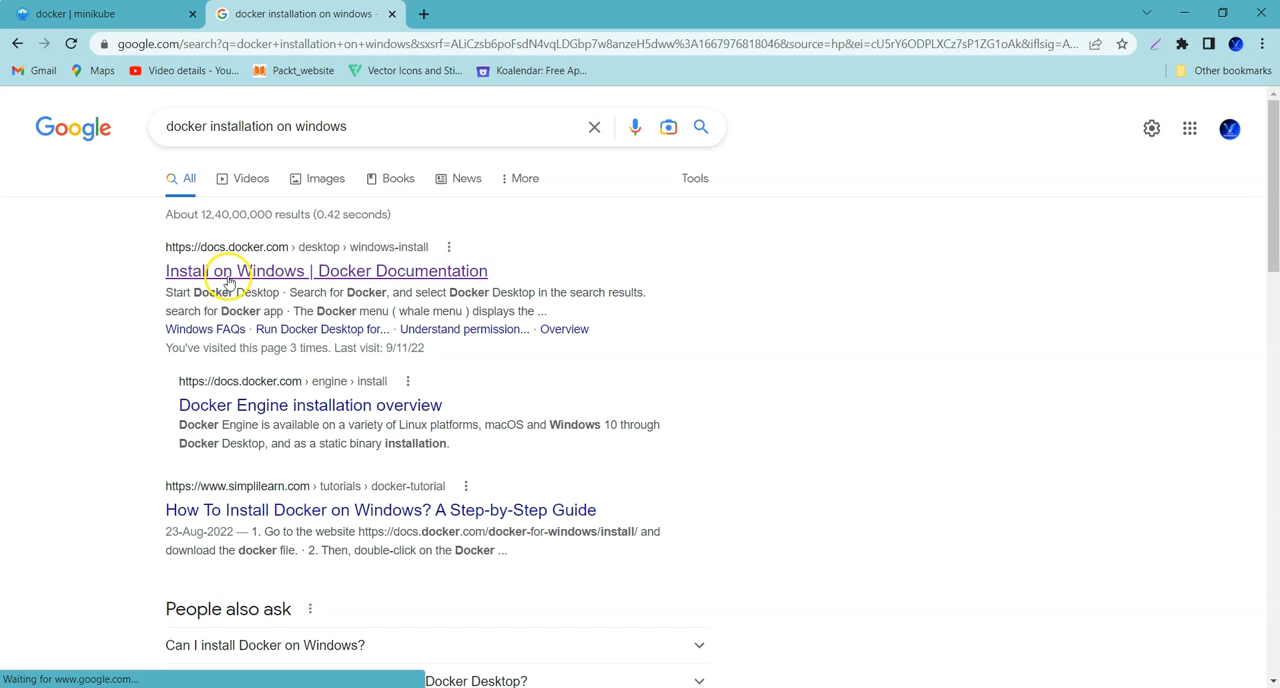 docker | minikube
docker installation on windows -
google.com/search?q=docker+installation+on+windows&sxsrf=ALiCzsb6poFsdN4vqLDGbp7w8anzeH5dww%3A1667976818046&source=hp&ei=cU5rY6ODPLXCz7sP1ZG1oAk&iflsig=A...
Gmail
Maps
Video details - You...
Packt_website
Vector Icons and Sti...
Koalendar: Free Ap...
Other bookmarks
Google
docker installation on windows
All
Videos
Images
Books
News
More
Tools
About 12,40,00,000 results (0.42 seconds)
https://docs.docker.com › desktop › windows-install
Install on Windows | Docker Documentation
Start Docker Desktop · Search for Docker, and select Docker Desktop in the search results.
search for Docker app · The Docker menu ( whale menu ) displays the ...
Windows FAQs · Run Docker Desktop for... · Understand permission... · Overview
You've visited this page 3 times. Last visit: 9/11/22
https://docs.docker.com › engine › install
Docker Engine installation overview
Docker Engine is available on a variety of Linux platforms, macOS and Windows 10 through
Docker Desktop, and as a static binary installation.
https://www.simplilearn.com › tutorials › docker-tutorial
How To Install Docker on Windows? A Step-by-Step Guide
23-Aug-2022 — 1. Go to the website https://docs.docker.com/docker-for-windows/install/ and
download the docker file. · 2. Then, double-click on the Docker ...
People also ask
Can I install Docker on Windows?
Docker Desktop?
Waiting for www.google.com...